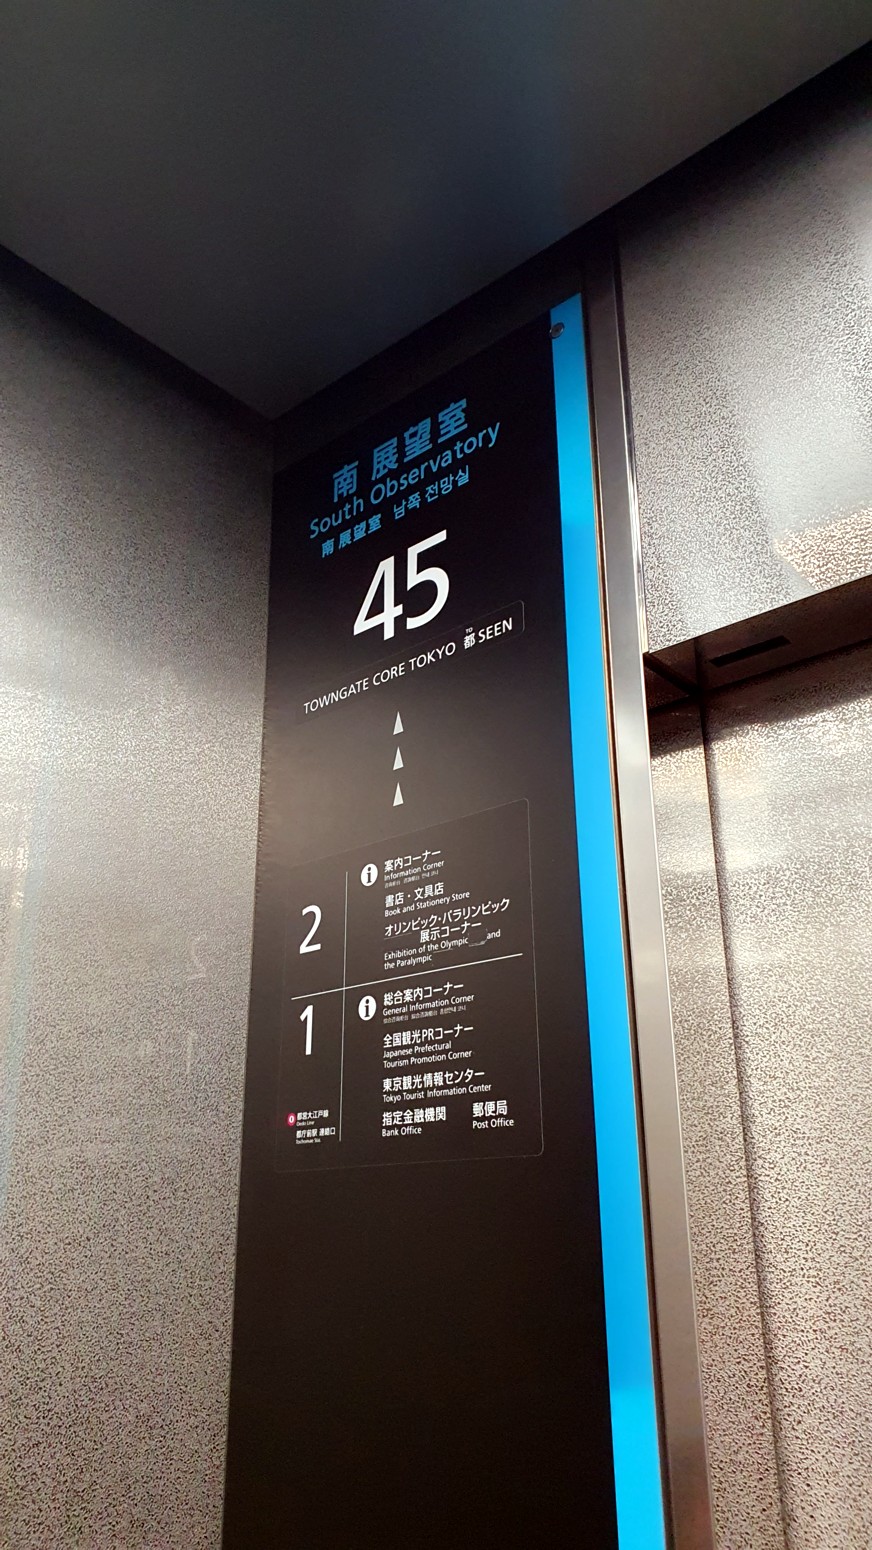 南 展望室
South Observatory
南 展望室 남쪽 전망실
45
TOWNGATE CORE TOKYO 都 TO SEEN
2
i 案内コーナー
Information Corner
書店・文具店
Book and Stationery Store
オリンピック・パラリンピック
展示コーナー
Exhibition of the Olympic and
the Paralympic
1
i 総合案内コーナー
General Information Corner
全国観光PRコーナー
Japanese Prefectural
Tourism Promotion Corner
東京観光情報センター
Tokyo Tourist Information Center
指定金融機関 郵便局
Bank Office Post Office
都営大江戸線
Oedo Line
都庁前駅 連絡口